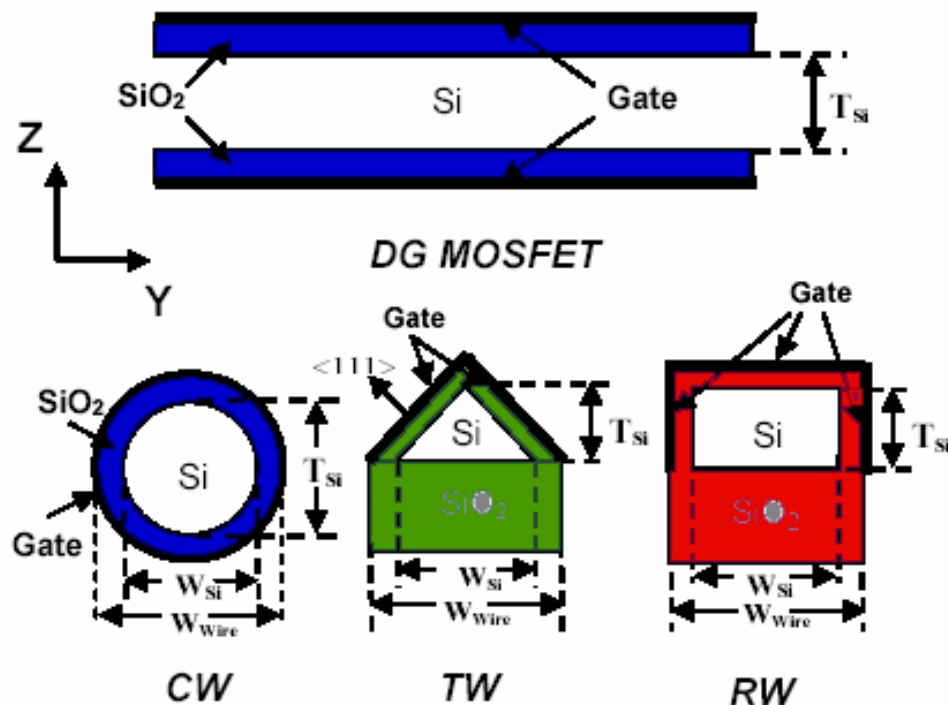 SiO2
Si
Gate
TSi
Z
Y
DG MOSFET
Gate
Gate
<111>
SiO2
Si
TSi
Gate
WSi
WWire
CW
Si
TSi
SiO2
WSi
WWire
TW
Si
TSi
SiO2
WSi
WWire
RW